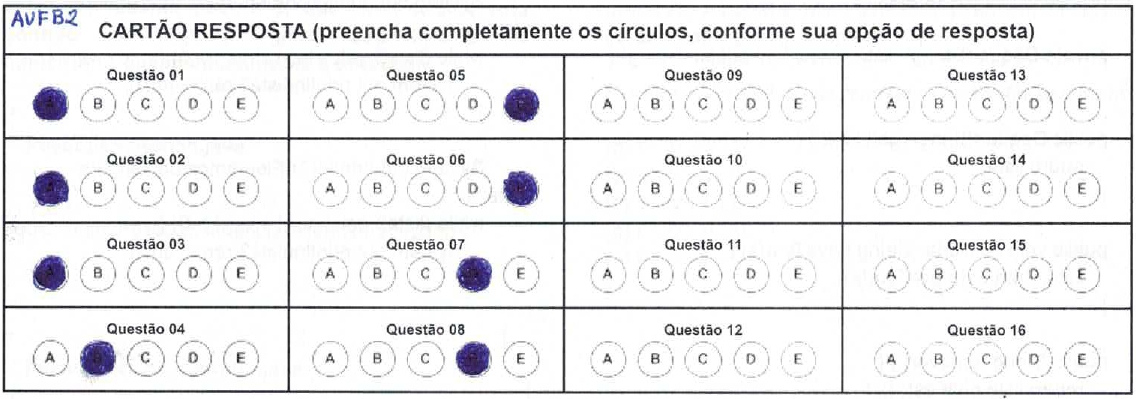 AVFB2
CARTÃO RESPOSTA (preencha completamente os círculos, conforme sua opção de resposta)
Questão 01 Questão 05 Questão 09 Questão 13
A B C D E A B C D E A B C D E A B C D E
Questão 02 Questão 06 Questão 10 Questão 14
A B C D E A B C D E A B C D E A B C D E
Questão 03 Questão 07 Questão 11 Questão 15
A B C D E A B C D E A B C D E A B C D E
Questão 04 Questão 08 Questão 12 Questão 16
A B C D E A B C D E A B C D E A B C D E